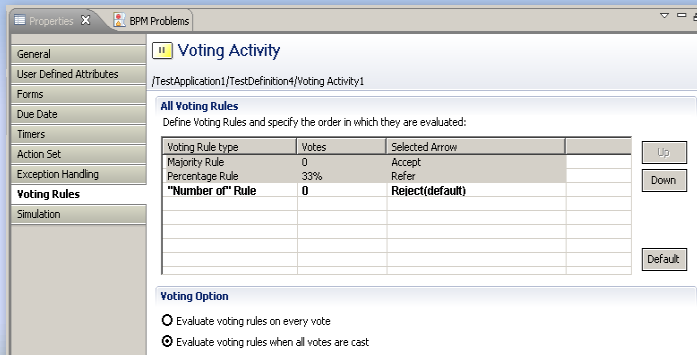 Properties
BPM Problems
General
User Defined Attributes
Forms
Due Date
Timers
Action Set
Exception Handling
Voting Rules
Simulation
Voting Activity
/TestApplication1/TestDefinition4/Voting Activity1
All Voting Rules
Define Voting Rules and specify the order in which they are evaluated:
Voting Rule type Votes Selected Arrow
Majority Rule 0 Accept
Percentage Rule 33% Refer
"Number of" Rule 0 Reject(default)
Up
Down
Default
Voting Option
Evaluate voting rules on every vote
Evaluate voting rules when all votes are cast